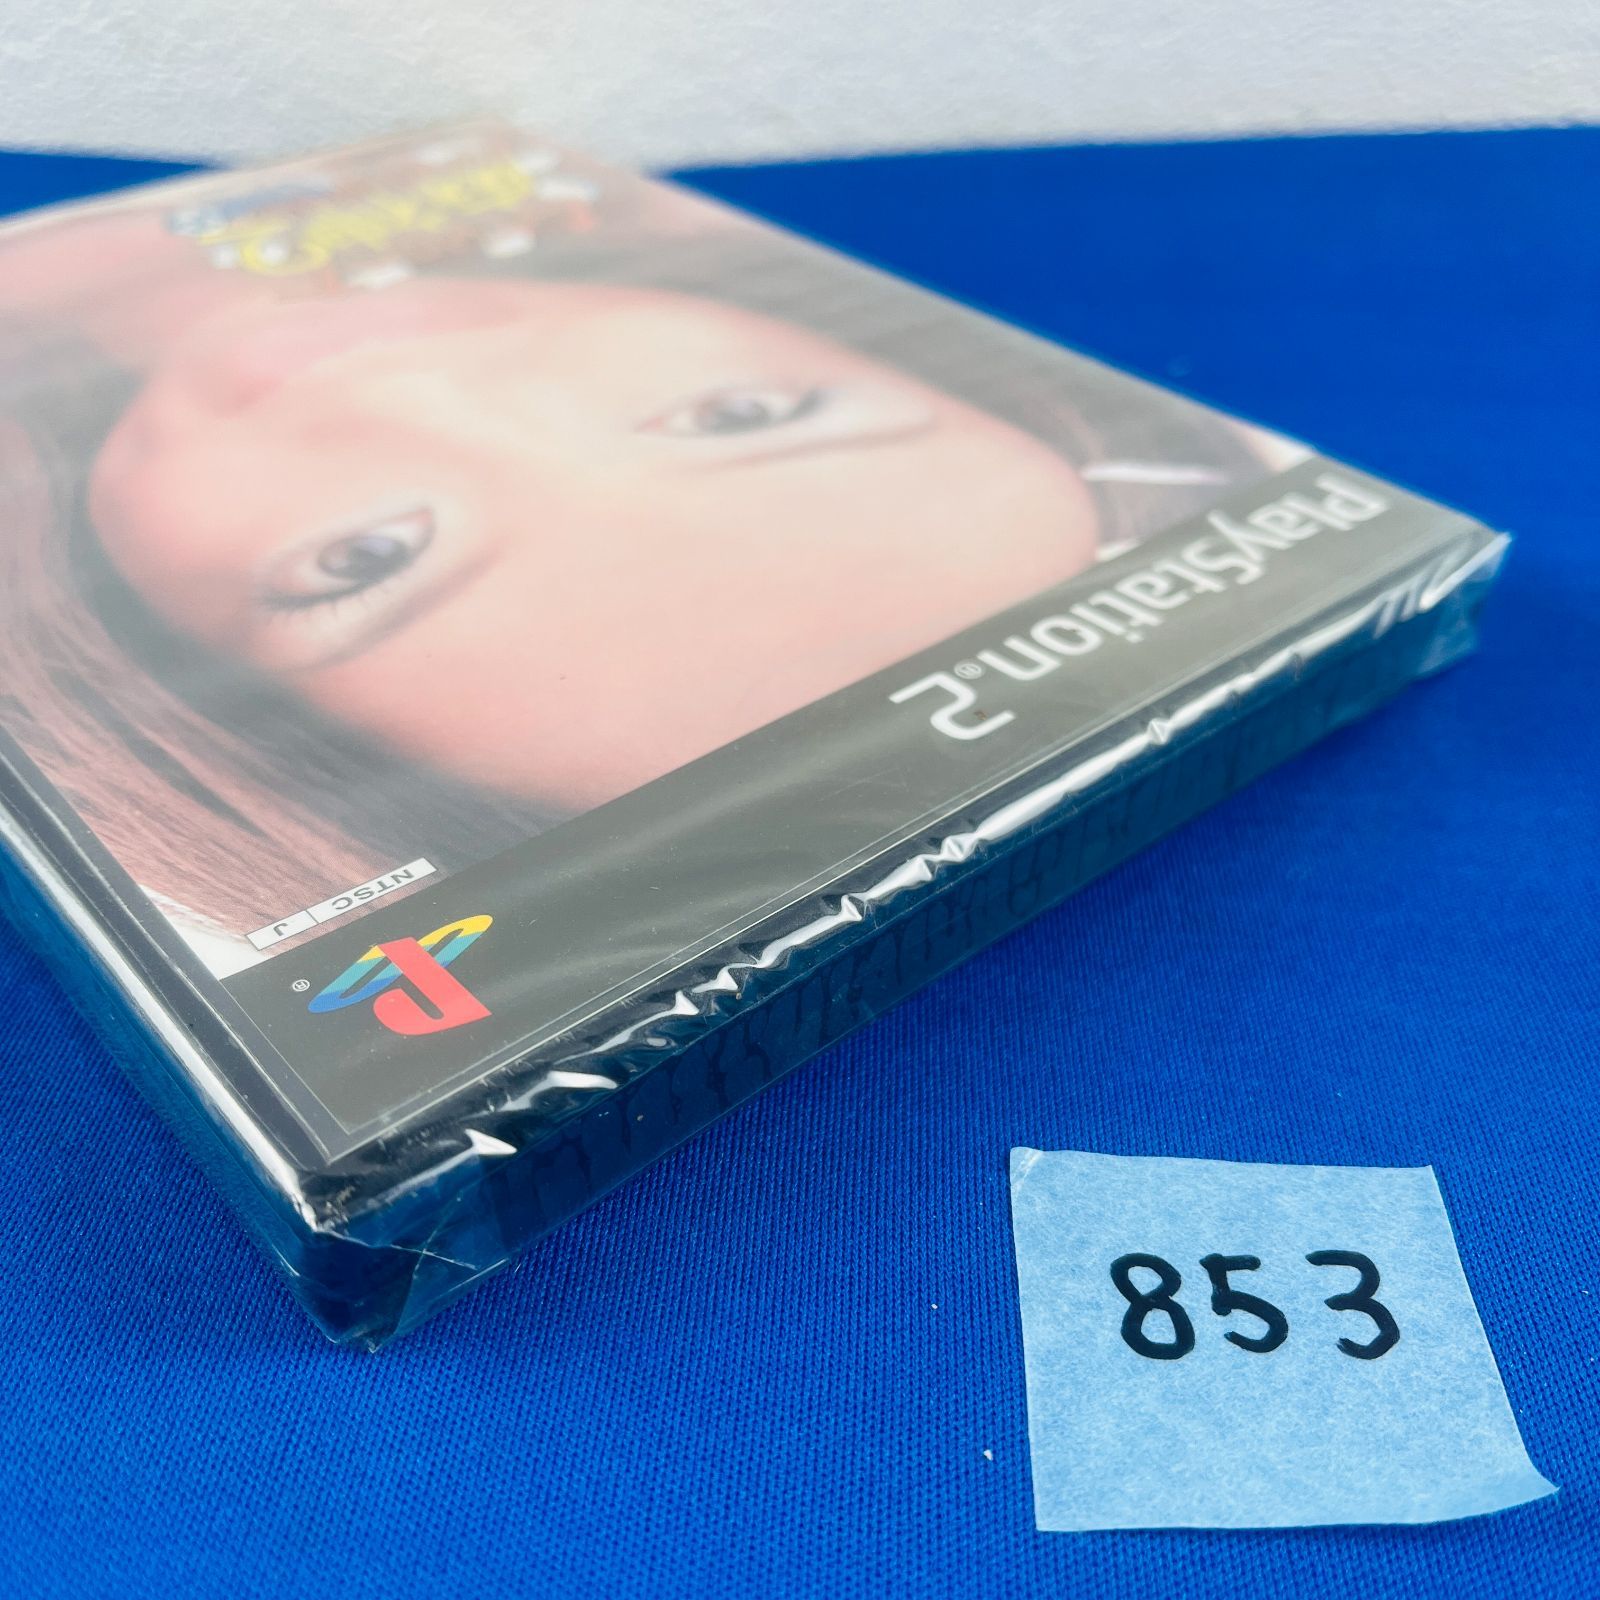 PlayStation®2
NTSC J
®
853